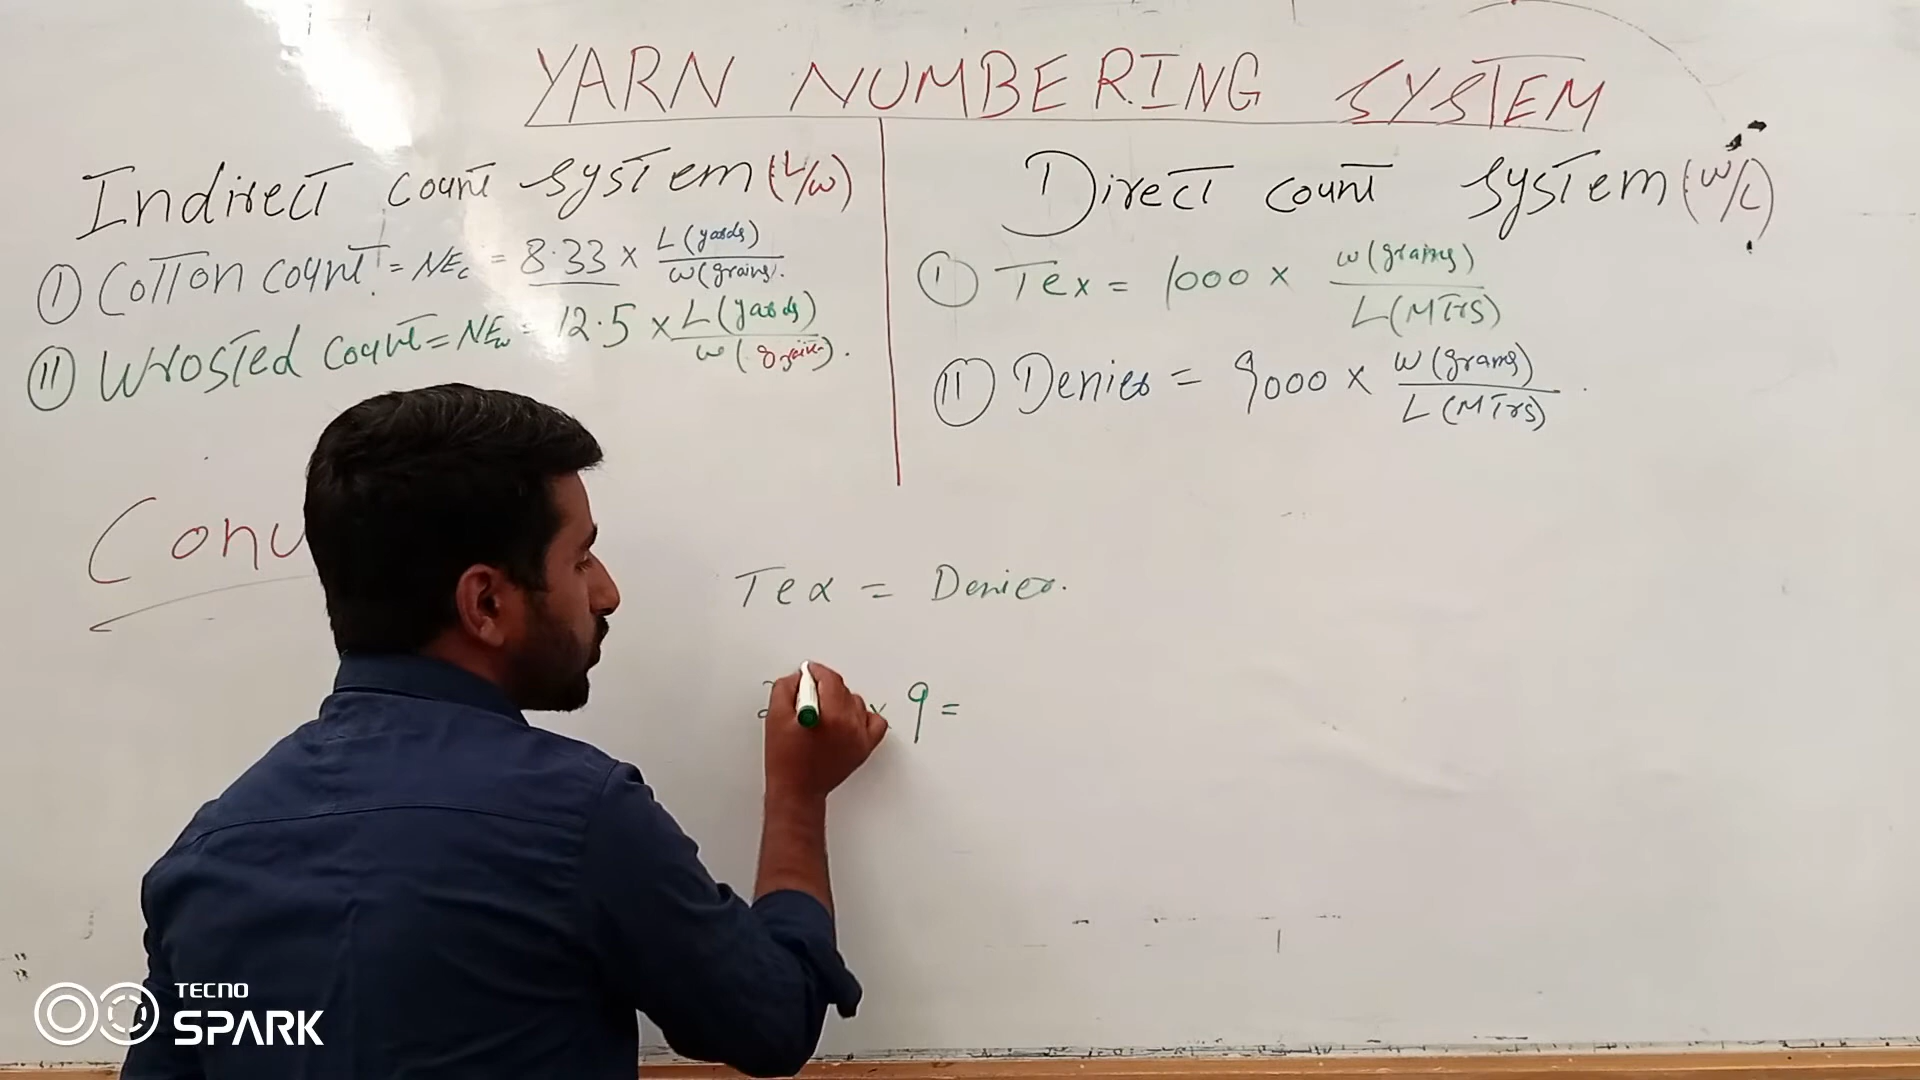 YARN NUMBERING SYSTEM
Indirect count system (L/w)
I Cotton count = NEc = 8.33 × L (yards) / w (grains).
II Wrosted count = NEw = 12.5 × L (yards) / w (grain).
Direct count system (w/L)
I Tex = 1000 × w (grams) / L (MTrs)
II Denier = 9000 × w (grams) / L (MTrs)
Conv
Tex = Denier.
× 9 =
TECNO
SPARK